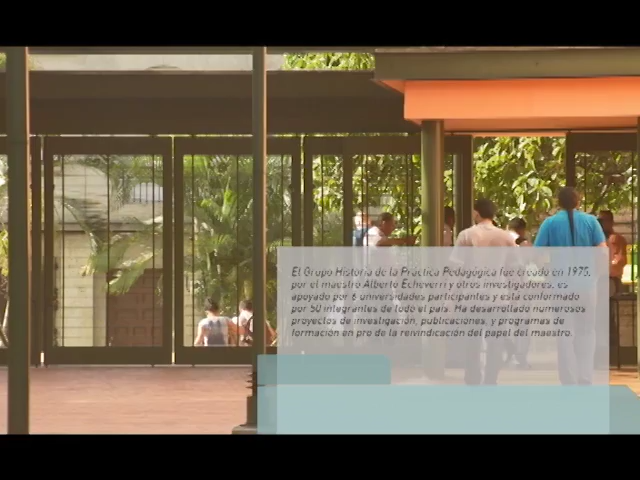 El Grupo Historia de la Práctica Pedagógica fue creado en 1975,
por el maestro Alberto Echeverri y otros investigadores, es
apoyado por 6 universidades participantes y está conformado
por 50 integrantes de todo el país. Ha desarrollado numerosos
proyectos de investigación, publicaciones, y programas de
formación en pro de la reivindicación del papel del maestro.